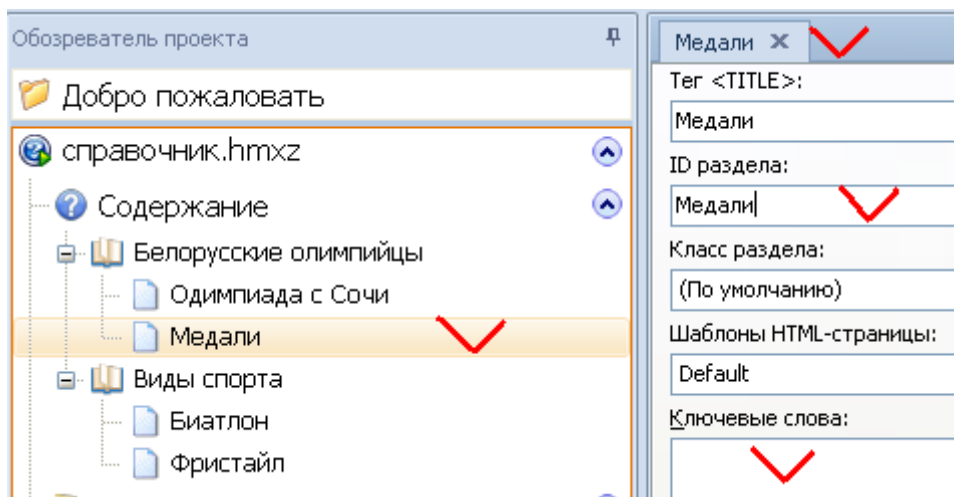 Обозреватель проекта
Добро пожаловать
справочник.hmxz
Содержание
Белорусские олимпийцы
Одимпиада с Сочи
Медали
Виды спорта
Биатлон
Фристайл
Медали
Тег <TITLE>:
Медали
ID раздела:
Медали
Класс раздела:
(По умолчанию)
Шаблоны HTML-страницы:
Default
Ключевые слова: